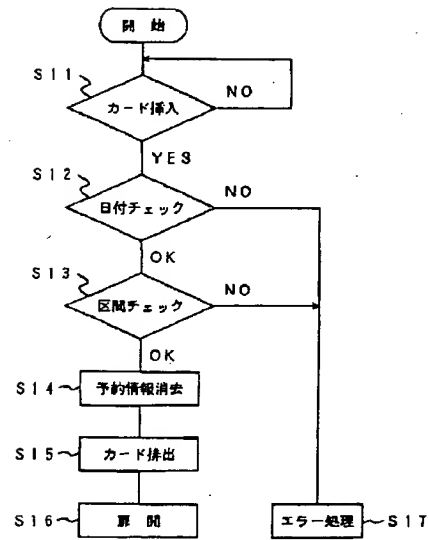 開 始
S11
カード挿入
NO
YES
S12
日付チェック
NO
OK
S13
区間チェック
NO
OK
S14
予約情報消去
S15
カード排出
S16
扉 開
エラー処理
S17